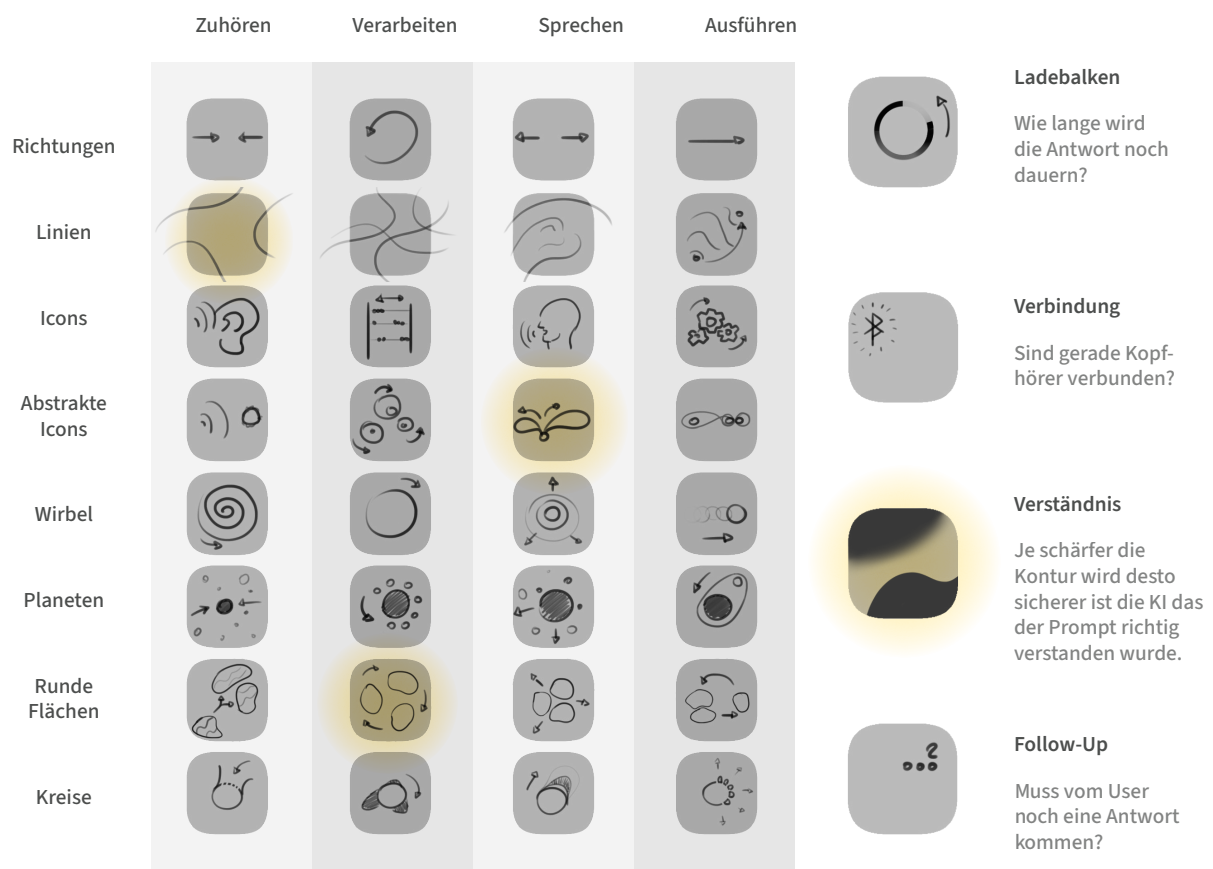 Zuhören
Verarbeiten
Sprechen
Ausführen
Richtungen
Linien
Icons
Abstrakte
Icons
Wirbel
Planeten
Runde
Flächen
Kreise
Ladebalken
Wie lange wird
die Antwort noch
dauern?
Verbindung
Sind gerade Kopf-
hörer verbunden?
Verständnis
Je schärfer die
Kontur wird desto
sicherer ist die KI das
der Prompt richtig
verstanden wurde.
?
Follow-Up
Muss vom User
noch eine Antwort
kommen?